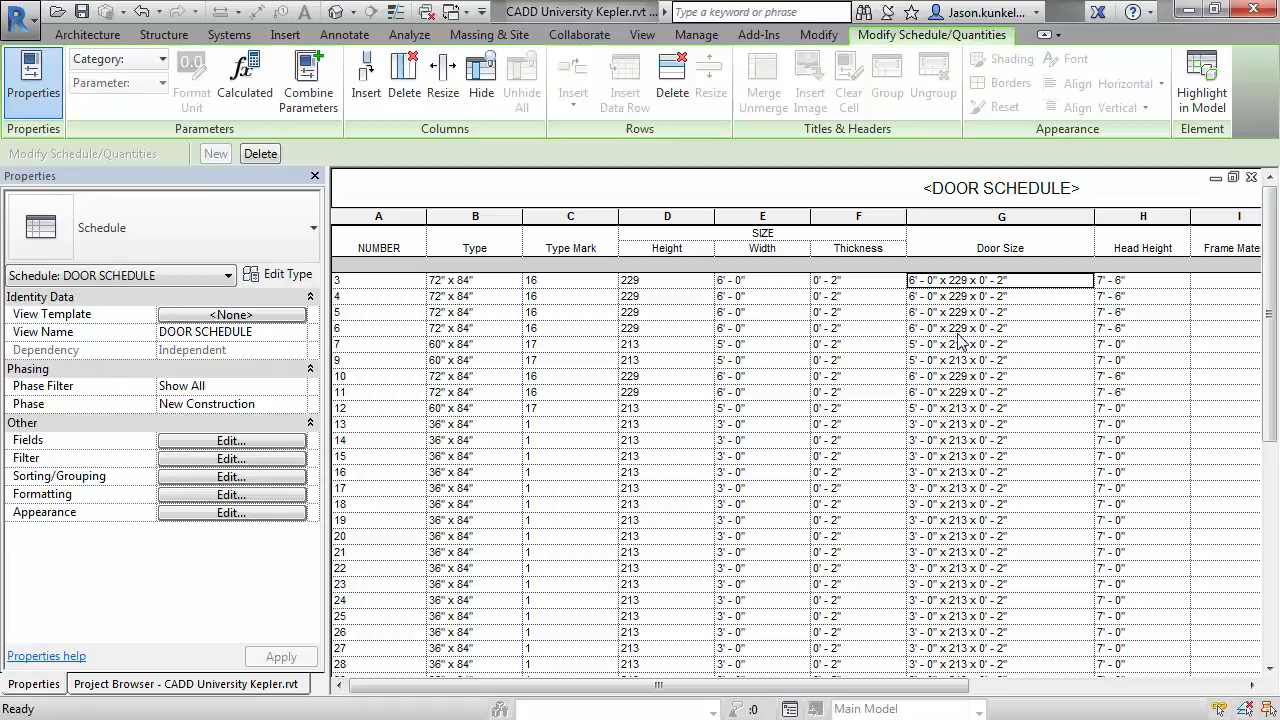 CADD University Kepler.rvt ... Type a keyword or phrase Jason.kunkel...
Architecture Structure Systems Insert Annotate Analyze Massing & Site Collaborate View Manage Add-Ins Modify Modify Schedule/Quantities
Properties
Category:
Parameter:
Format Unit
Calculated
Combine Parameters
Insert
Delete
Resize
Hide
Unhide All
Insert
Insert Data Row
Delete
Resize
Merge Unmerge
Insert Image
Clear Cell
Group
Ungroup
Shading
Borders
Reset
Font
Align Horizontal
Align Vertical
Highlight in Model
Properties Parameters Columns Rows Titles & Headers Appearance Element
Modify Schedule/Quantities New Delete
Properties
Schedule
Schedule: DOOR SCHEDULE Edit Type
Identity Data
View Template <None>
View Name DOOR SCHEDULE
Dependency Independent
Phasing
Phase Filter Show All
Phase New Construction
Other
Fields Edit...
Filter Edit...
Sorting/Grouping Edit...
Formatting Edit...
Appearance Edit...
Properties help Apply
Properties Project Browser - CADD University Kepler.rvt
<DOOR SCHEDULE>
A B C D E F G H I
SIZE
NUMBER Type Type Mark Height Width Thickness Door Size Head Height Frame Mate
3 72" x 84" 16 229 6' - 0" 0' - 2" 6' - 0" x 229 x 0' - 2" 7' - 6"
4 72" x 84" 16 229 6' - 0" 0' - 2" 6' - 0" x 229 x 0' - 2" 7' - 6"
5 72" x 84" 16 229 6' - 0" 0' - 2" 6' - 0" x 229 x 0' - 2" 7' - 6"
6 72" x 84" 16 229 6' - 0" 0' - 2" 6' - 0" x 229 x 0' - 2" 7' - 6"
7 60" x 84" 17 213 5' - 0" 0' - 2" 5' - 0" x 213 x 0' - 2" 7' - 0"
9 60" x 84" 17 213 5' - 0" 0' - 2" 5' - 0" x 213 x 0' - 2" 7' - 0"
10 72" x 84" 16 229 6' - 0" 0' - 2" 6' - 0" x 229 x 0' - 2" 7' - 6"
11 72" x 84" 16 229 6' - 0" 0' - 2" 6' - 0" x 229 x 0' - 2" 7' - 6"
12 60" x 84" 17 213 5' - 0" 0' - 2" 5' - 0" x 213 x 0' - 2" 7' - 0"
13 36" x 84" 1 213 3' - 0" 0' - 2" 3' - 0" x 213 x 0' - 2" 7' - 0"
14 36" x 84" 1 213 3' - 0" 0' - 2" 3' - 0" x 213 x 0' - 2" 7' - 0"
15 36" x 84" 1 213 3' - 0" 0' - 2" 3' - 0" x 213 x 0' - 2" 7' - 0"
16 36" x 84" 1 213 3' - 0" 0' - 2" 3' - 0" x 213 x 0' - 2" 7' - 0"
17 36" x 84" 1 213 3' - 0" 0' - 2" 3' - 0" x 213 x 0' - 2" 7' - 0"
18 36" x 84" 1 213 3' - 0" 0' - 2" 3' - 0" x 213 x 0' - 2" 7' - 0"
19 36" x 84" 1 213 3' - 0" 0' - 2" 3' - 0" x 213 x 0' - 2" 7' - 0"
20 36" x 84" 1 213 3' - 0" 0' - 2" 3' - 0" x 213 x 0' - 2" 7' - 0"
21 36" x 84" 1 213 3' - 0" 0' - 2" 3' - 0" x 213 x 0' - 2" 7' - 0"
22 36" x 84" 1 213 3' - 0" 0' - 2" 3' - 0" x 213 x 0' - 2" 7' - 0"
23 36" x 84" 1 213 3' - 0" 0' - 2" 3' - 0" x 213 x 0' - 2" 7' - 0"
24 36" x 84" 1 213 3' - 0" 0' - 2" 3' - 0" x 213 x 0' - 2" 7' - 0"
25 36" x 84" 1 213 3' - 0" 0' - 2" 3' - 0" x 213 x 0' - 2" 7' - 0"
26 36" x 84" 1 213 3' - 0" 0' - 2" 3' - 0" x 213 x 0' - 2" 7' - 0"
27 36" x 84" 1 213 3' - 0" 0' - 2" 3' - 0" x 213 x 0' - 2" 7' - 0"
28 36" x 84" 1 213 3' - 0" 0' - 2" 3' - 0" x 213 x 0' - 2" 7' - 0"
Ready :0 Main Model